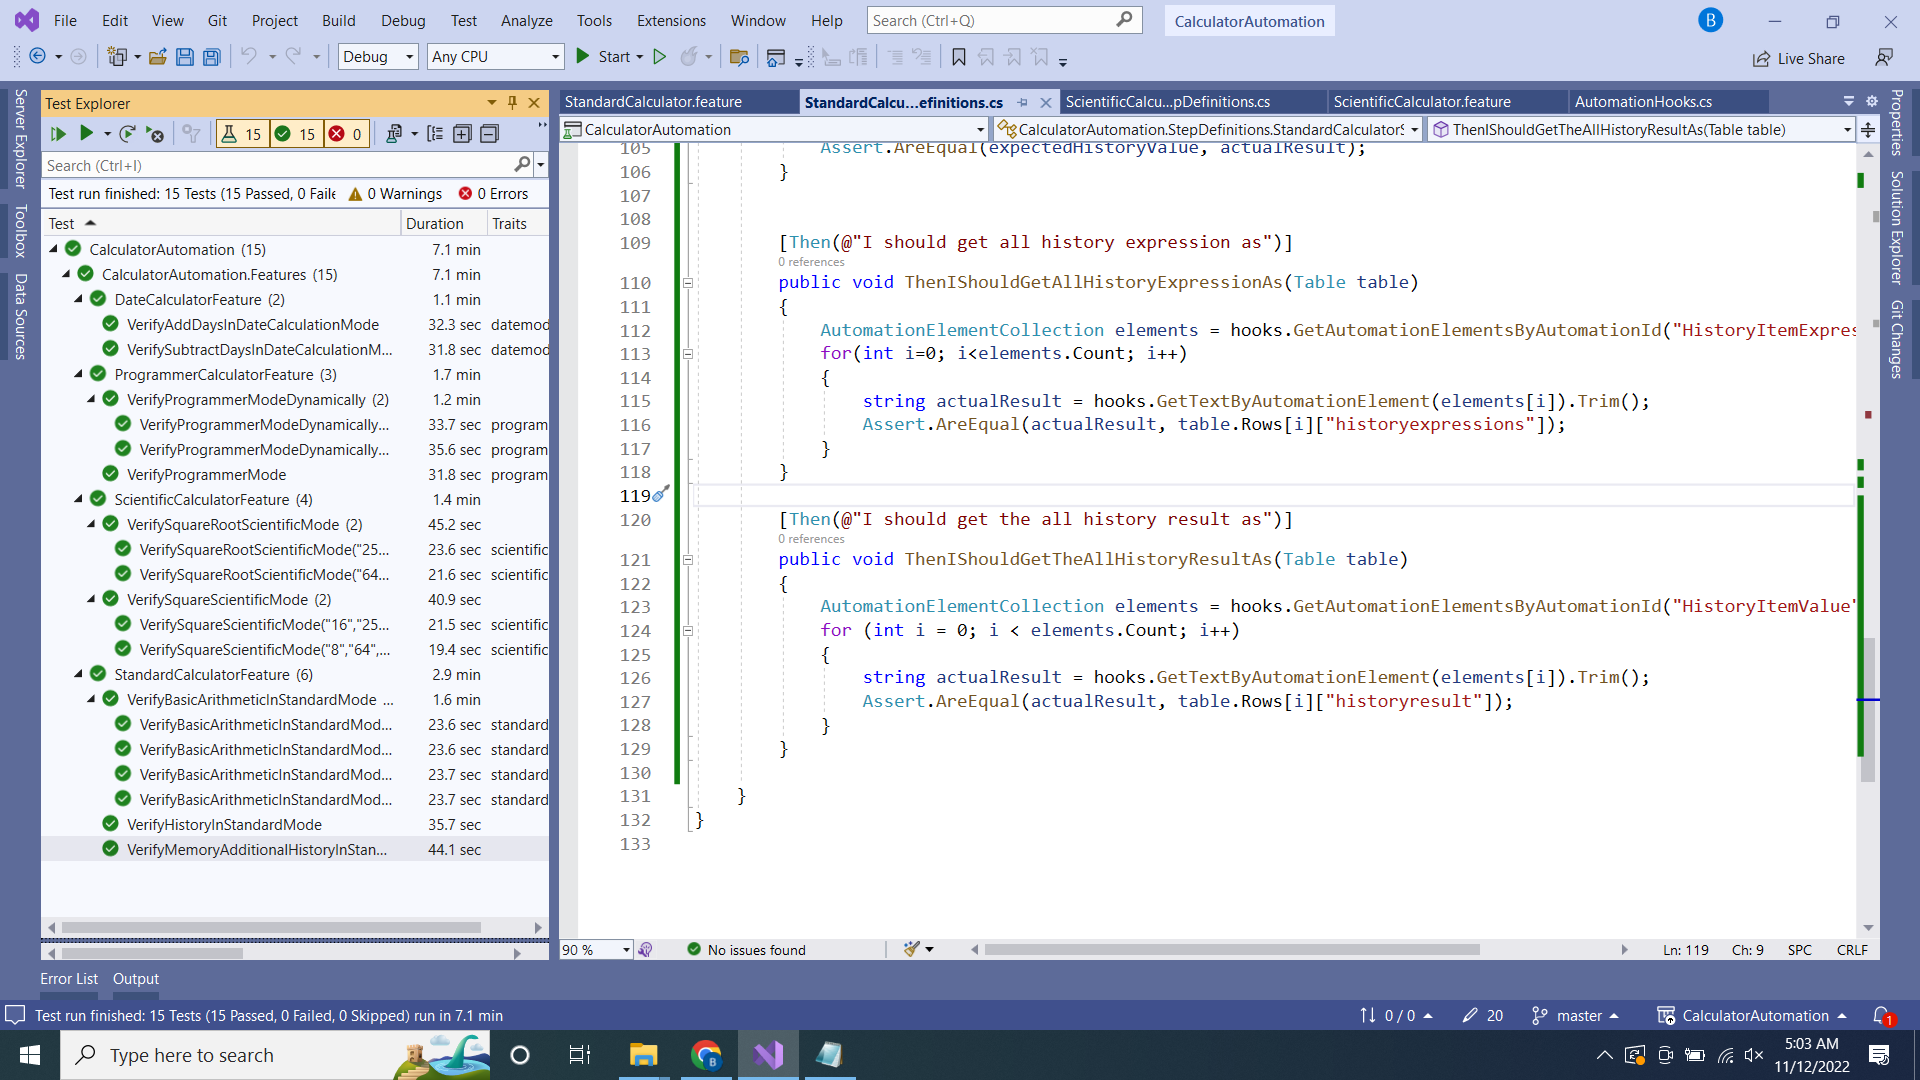 File Edit View Git Project Build Debug Test Analyze Tools Extensions Window Help Search (Ctrl+Q) CalculatorAutomation B
Debug Any CPU Start Live Share
Server Explorer
Toolbox
Data Sources
Test Explorer
15 15 0
Search (Ctrl+I)
Test run finished: 15 Tests (15 Passed, 0 Faile 0 Warnings 0 Errors
Test Duration Traits
CalculatorAutomation (15) 7.1 min
CalculatorAutomation.Features (15) 7.1 min
DateCalculatorFeature (2) 1.1 min
VerifyAddDaysInDateCalculationMode 32.3 sec datemod
VerifySubtractDaysInDateCalculationM... 31.8 sec datemod
ProgrammerCalculatorFeature (3) 1.7 min
VerifyProgrammerModeDynamically (2) 1.2 min
VerifyProgrammerModeDynamically... 33.7 sec program
VerifyProgrammerModeDynamically... 35.6 sec program
VerifyProgrammerMode 31.8 sec program
ScientificCalculatorFeature (4) 1.4 min
VerifySquareRootScientificMode (2) 45.2 sec
VerifySquareRootScientificMode("25... 23.6 sec scientific
VerifySquareRootScientificMode("64... 21.6 sec scientific
VerifySquareScientificMode (2) 40.9 sec
VerifySquareScientificMode("16","25... 21.5 sec scientific
VerifySquareScientificMode("8","64",... 19.4 sec scientific
StandardCalculatorFeature (6) 2.9 min
VerifyBasicArithmeticInStandardMode ... 1.6 min
VerifyBasicArithmeticInStandardMod... 23.6 sec standard
VerifyBasicArithmeticInStandardMod... 23.6 sec standard
VerifyBasicArithmeticInStandardMod... 23.7 sec standard
VerifyBasicArithmeticInStandardMod... 23.7 sec standard
VerifyHistoryInStandardMode 35.7 sec
VerifyMemoryAdditionalHistoryInStan... 44.1 sec
StandardCalculator.feature StandardCalcu...efinitions.cs ScientificCalcu...pDefinitions.cs ScientificCalculator.feature AutomationHooks.cs
CalculatorAutomation CalculatorAutomation.StepDefinitions.StandardCalculatorS ThenIShouldGetTheAllHistoryResultAs(Table table)
105 Assert.AreEqual(expectedHistoryValue, actualResult);
106 }
107
108
109 [Then(@"I should get all history expression as")]
0 references
110 public void ThenIShouldGetAllHistoryExpressionAs(Table table)
111 {
112 AutomationElementCollection elements = hooks.GetAutomationElementsByAutomationId("HistoryItemExpres
113 for(int i=0; i<elements.Count; i++)
114 {
115 string actualResult = hooks.GetTextByAutomationElement(elements[i]).Trim();
116 Assert.AreEqual(actualResult, table.Rows[i]["historyexpressions"]);
117 }
118 }
119
120 [Then(@"I should get the all history result as")]
0 references
121 public void ThenIShouldGetTheAllHistoryResultAs(Table table)
122 {
123 AutomationElementCollection elements = hooks.GetAutomationElementsByAutomationId("HistoryItemValue"
124 for (int i = 0; i < elements.Count; i++)
125 {
126 string actualResult = hooks.GetTextByAutomationElement(elements[i]).Trim();
127 Assert.AreEqual(actualResult, table.Rows[i]["historyresult"]);
128 }
129 }
130
131 }
132 }
133
Properties
Solution Explorer
Git Changes
90 % No issues found Ln: 119 Ch: 9 SPC CRLF
Error List Output
Test run finished: 15 Tests (15 Passed, 0 Failed, 0 Skipped) run in 7.1 min 0 / 0 20 master CalculatorAutomation 1
Type here to search B
5:03 AM
11/12/2022